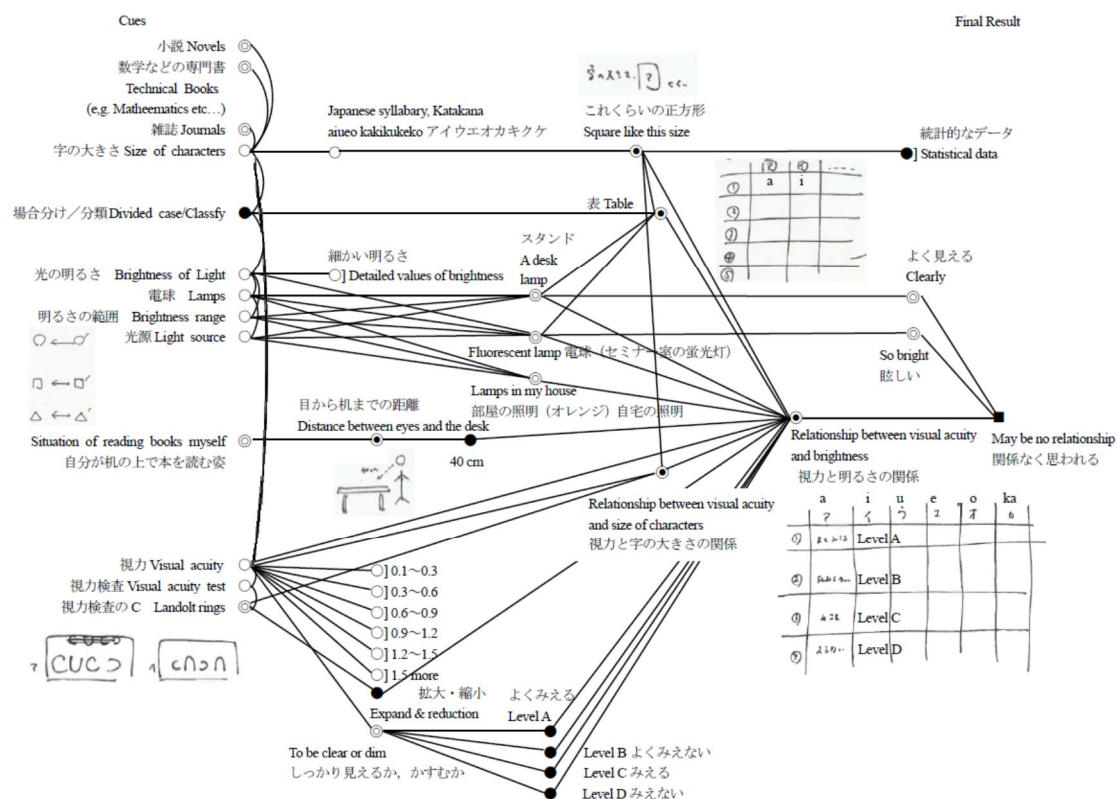 Cues
Final Result
小説 Novels
数学などの専門書
Technical Books
(e.g. Matheematics etc…)
雑誌 Journals
字の大きさ Size of characters
Japanese syllabary, Katakana
aiueo kakikukeko アイウエオカキクケ
これくらいの正方形
Square like this size
統計的なデータ
] Statistical data
a i
場合分け／分類 Divided case/Classfy
表 Table
光の明るさ Brightness of Light
電球 Lamps
明るさの範囲 Brightness range
光源 Light source
細かい明るさ
] Detailed values of brightness
スタンド
A desk
lamp
よく見える
Clearly
Fluorescent lamp 電球（セミナー室の蛍光灯）
So bright
眩しい
Lamps in my house
部屋の照明（オレンジ）自宅の照明
Situation of reading books myself
自分が机の上で本を読む姿
目から机までの距離
Distance between eyes and the desk
40 cm
Relationship between visual acuity
and brightness
視力と明るさの関係
May be no relationship
関係なく思われる
Relationship between visual acuity
and size of characters
視力と字の大きさの関係
a i u e o ka
ア イ ウ エ オ カ
① Level A
② Level B
③ Level C
Level D
視力 Visual acuity
視力検査 Visual acuity test
視力検査の C Landolt rings
] 0.1～0.3
] 0.3～0.6
] 0.6～0.9
] 0.9～1.2
] 1.2～1.5
] 1.5 more
拡大・縮小
Expand & reduction
よくみえる
Level A
To be clear or dim
しっかり見えるか，かすむか
Level B よくみえない
Level C みえる
Level D みえない